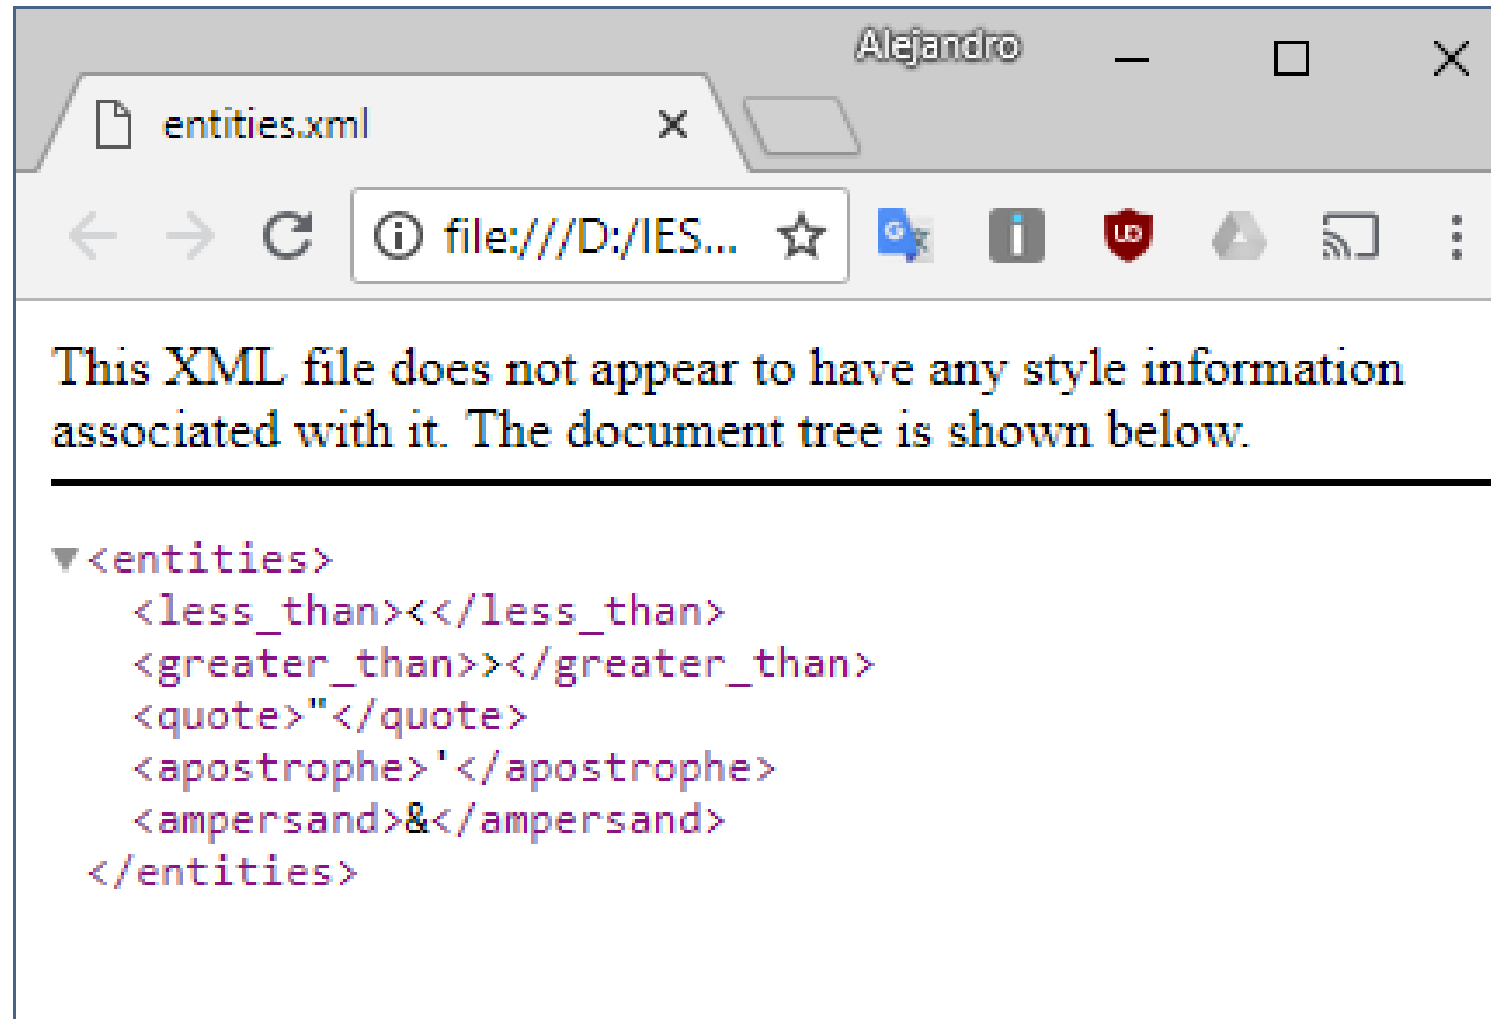 Alejandro
entities.xml
file:///D:/IES...
This XML file does not appear to have any style information
associated with it. The document tree is shown below.
<entities>
<less_than><</less_than>
<greater_than>></greater_than>
<quote>"</quote>
<apostrophe>'</apostrophe>
<ampersand>&</ampersand>
</entities>